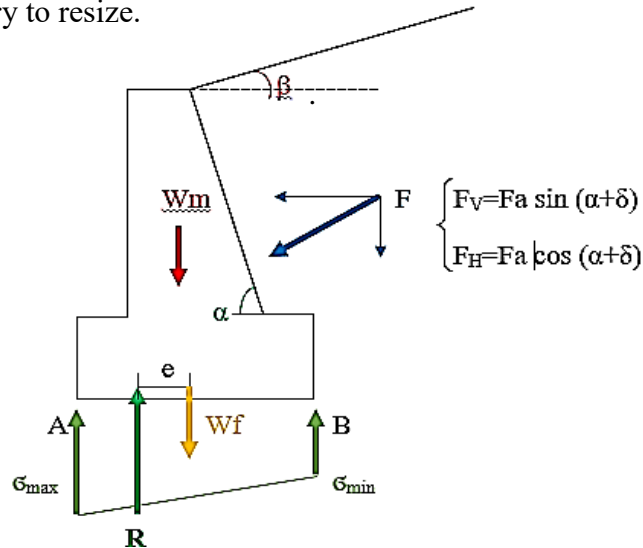 ry to resize.
β
Wm
F
FV=Fa sin (α+δ)
FH=Fa cos (α+δ)
α
e
A
Wf
B
σmax
σmin
R